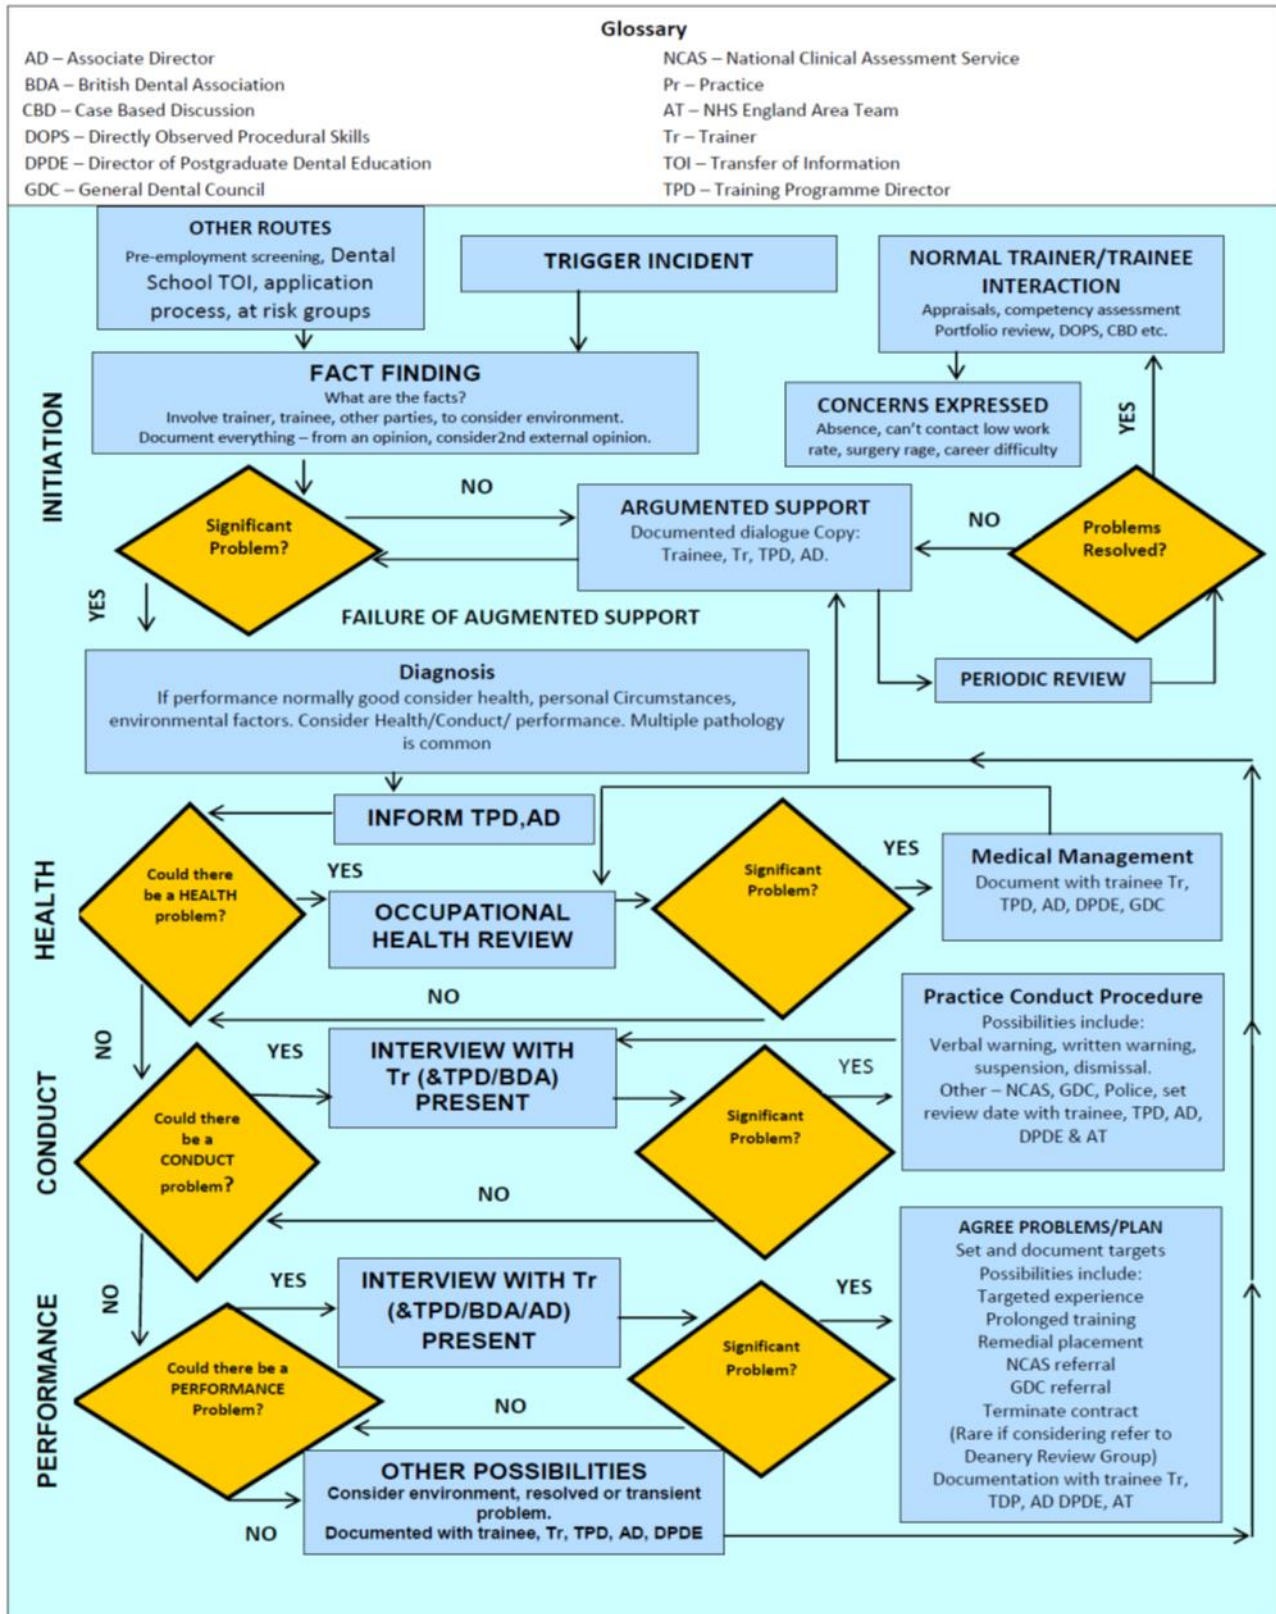 Glossary
AD – Associate Director
BDA – British Dental Association
CBD – Case Based Discussion
DOPS – Directly Observed Procedural Skills
DPDE – Director of Postgraduate Dental Education
GDC – General Dental Council
NCAS – National Clinical Assessment Service
Pr – Practice
AT – NHS England Area Team
Tr – Trainer
TOI – Transfer of Information
TPD – Training Programme Director
OTHER ROUTES
Pre-employment screening, Dental
School TOI, application
process, at risk groups
TRIGGER INCIDENT
NORMAL TRAINER/TRAINEE
INTERACTION
Appraisals, competency assessment
Portfolio review, DOPS, CBD etc.
INITIATION
FACT FINDING
What are the facts?
Involve trainer, trainee, other parties, to consider environment.
Document everything – from an opinion, consider2nd external opinion.
CONCERNS EXPRESSED
Absence, can't contact low work
rate, surgery rage, career difficulty
YES
Significant
Problem?
NO
ARGUMENTED SUPPORT
Documented dialogue Copy:
Trainee, Tr, TPD, AD.
NO
Problems
Resolved?
YES
FAILURE OF AUGMENTED SUPPORT
PERIODIC REVIEW
Diagnosis
If performance normally good consider health, personal Circumstances,
environmental factors. Consider Health/Conduct/ performance. Multiple pathology
is common
INFORM TPD,AD
HEALTH
Could there
be a HEALTH
problem?
YES
OCCUPATIONAL
HEALTH REVIEW
Significant
Problem?
YES
Medical Management
Document with trainee Tr,
TPD, AD, DPDE, GDC
NO
NO
CONDUCT
Could there
be a
CONDUCT
problem?
YES
INTERVIEW WITH
Tr (&TPD/BDA)
PRESENT
Significant
Problem?
YES
Practice Conduct Procedure
Possibilities include:
Verbal warning, written warning,
suspension, dismissal.
Other – NCAS, GDC, Police, set
review date with trainee, TPD, AD,
DPDE & AT
NO
NO
PERFORMANCE
Could there be a
PERFORMANCE
Problem?
YES
INTERVIEW WITH Tr
(&TPD/BDA/AD)
PRESENT
Significant
Problem?
YES
AGREE PROBLEMS/PLAN
Set and document targets
Possibilities include:
Targeted experience
Prolonged training
Remedial placement
NCAS referral
GDC referral
Terminate contract
(Rare if considering refer to
Deanery Review Group)
Documentation with trainee Tr,
TDP, AD DPDE, AT
NO
NO
OTHER POSSIBILITIES
Consider environment, resolved or transient
problem.
Documented with trainee, Tr, TPD, AD, DPDE